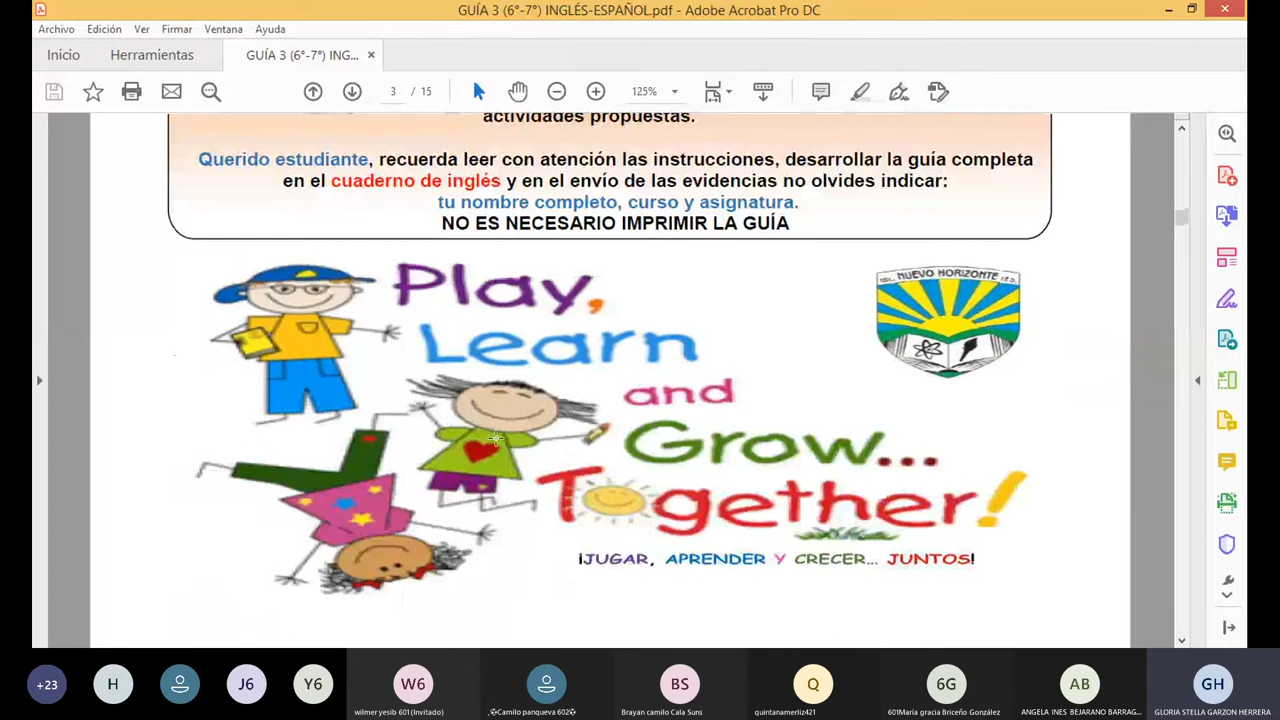 GUÍA 3 (6°-7°) INGLÉS-ESPAÑOL.pdf - Adobe Acrobat Pro DC
Archivo Edición Ver Firmar Ventana Ayuda
Inicio Herramientas GUÍA 3 (6°-7°) ING... ×
3 / 15 125%
actividades propuestas.
Querido estudiante, recuerda leer con atención las instrucciones, desarrollar la guía completa
en el cuaderno de inglés y en el envío de las evidencias no olvides indicar:
tu nombre completo, curso y asignatura.
NO ES NECESARIO IMPRIMIR LA GUÍA
Play,
Learn
and
Grow...
Together!
COL. NUEVO HORIZONTE I.E.D.
¡JUGAR, APRENDER Y CRECER... JUNTOS!
+23 H J6 Y6 W6 BS Q 6G AB GH
wilmer yesib 601(Invitado) Camilo panqueva 602 Brayan camilo Cala Suns quintanamerliz421 601María gracia Briceño González ANGELA INES BEJARANO BARRAG... GLORIA STELLA GARZON HERRERA